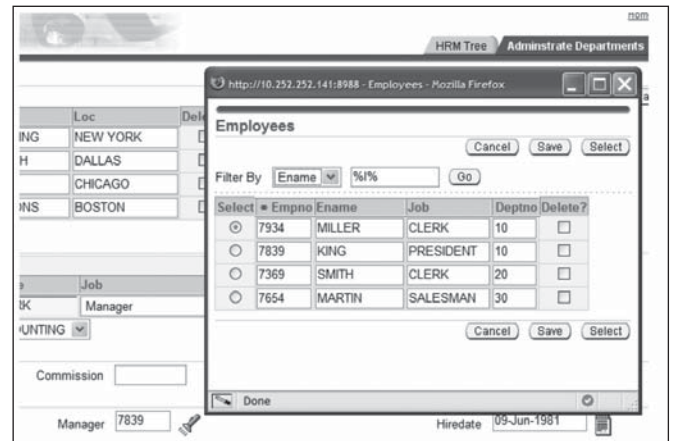 HRM Tree Adminstrate Departments
http://10.252.252.141:8988 - Employees - Mozilla Firefox
Employees
Cancel Save Select
Filter By Ename %I% Go
Select Empno Ename Job Deptno Delete?
7934 MILLER CLERK 10
7839 KING PRESIDENT 10
7369 SMITH CLERK 20
7654 MARTIN SALESMAN 30
Cancel Save Select
Done
Loc Dele
ING NEW YORK
H DALLAS
CHICAGO
ONS BOSTON
Job
RK Manager
OUNTING
Commission
Manager 7839 Hiredate 09-Jun-1981